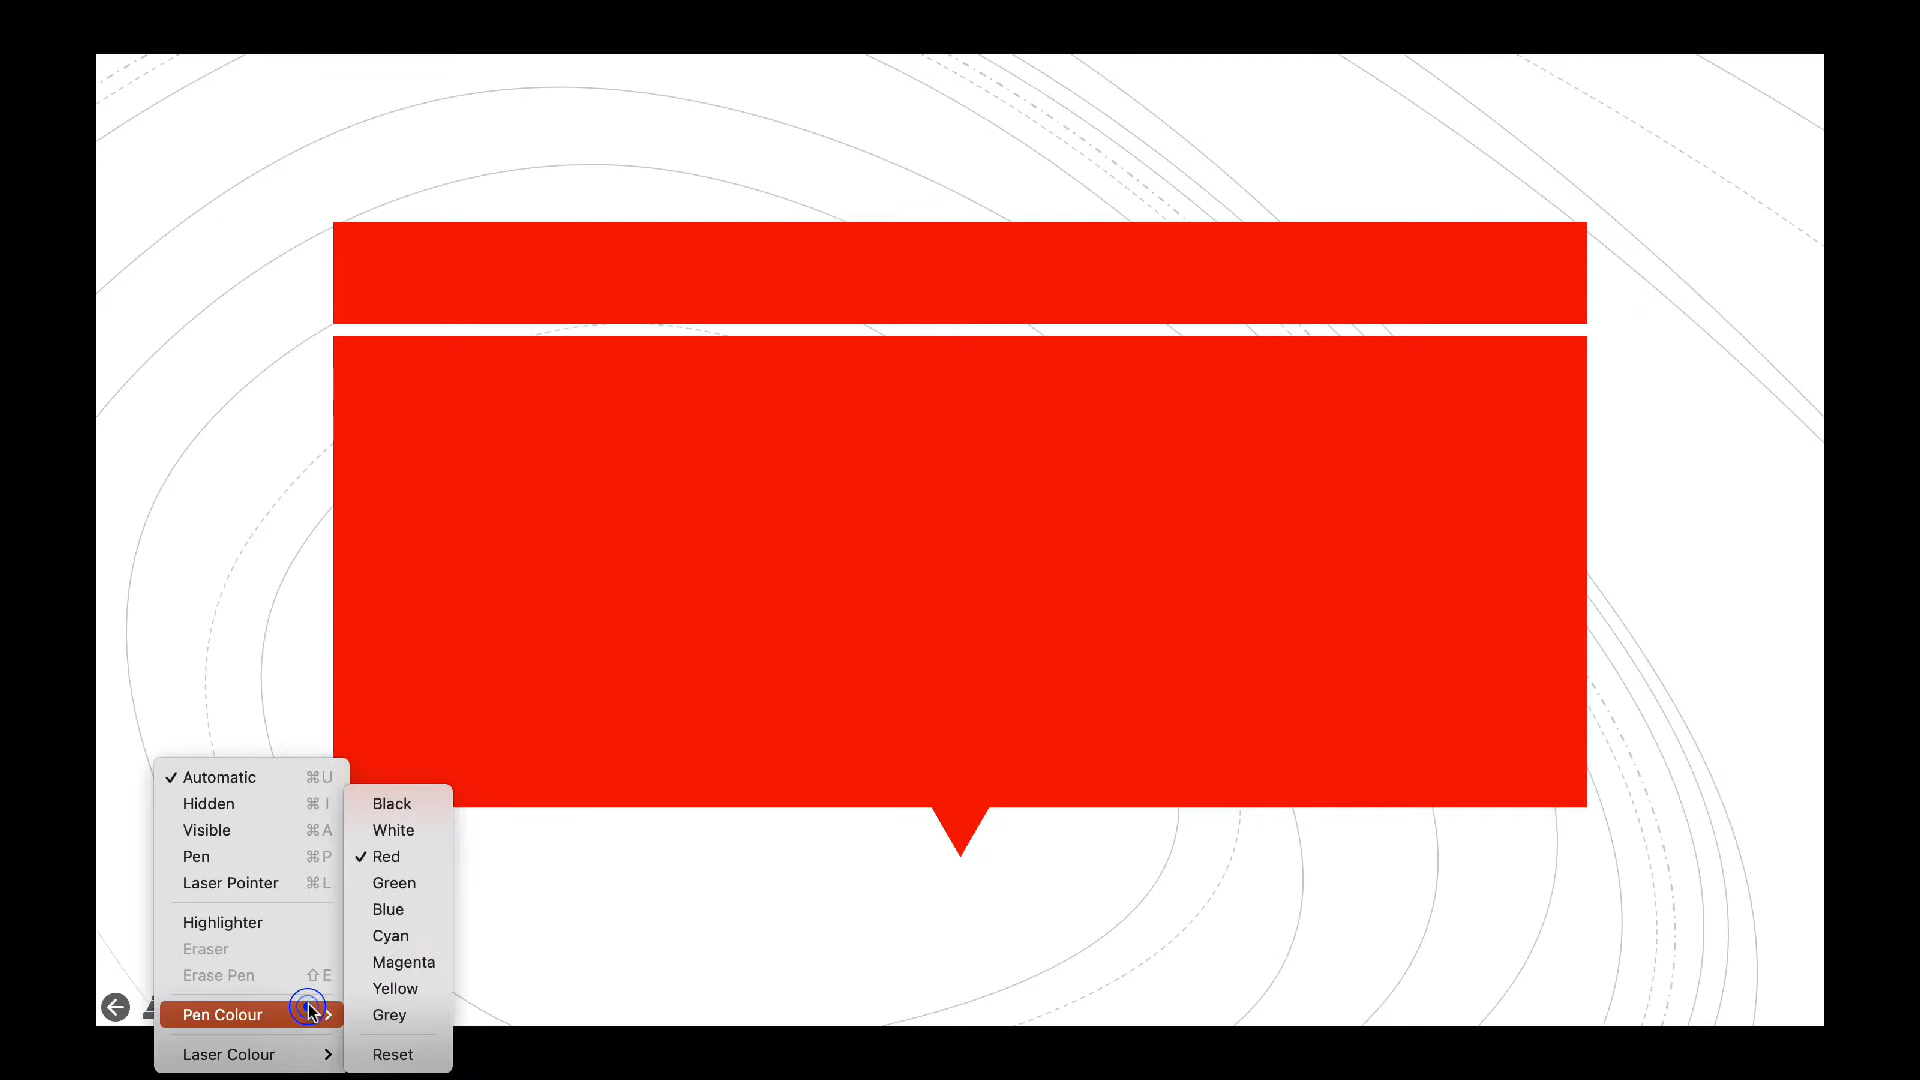 ✓ Automatic ⌘U
Hidden ⌘I
Visible ⌘A
Pen ⌘P
Laser Pointer ⌘L
Highlighter
Eraser
Erase Pen ⇧E
Pen Colour
Laser Colour
Black
White
✓ Red
Green
Blue
Cyan
Magenta
Yellow
Grey
Reset